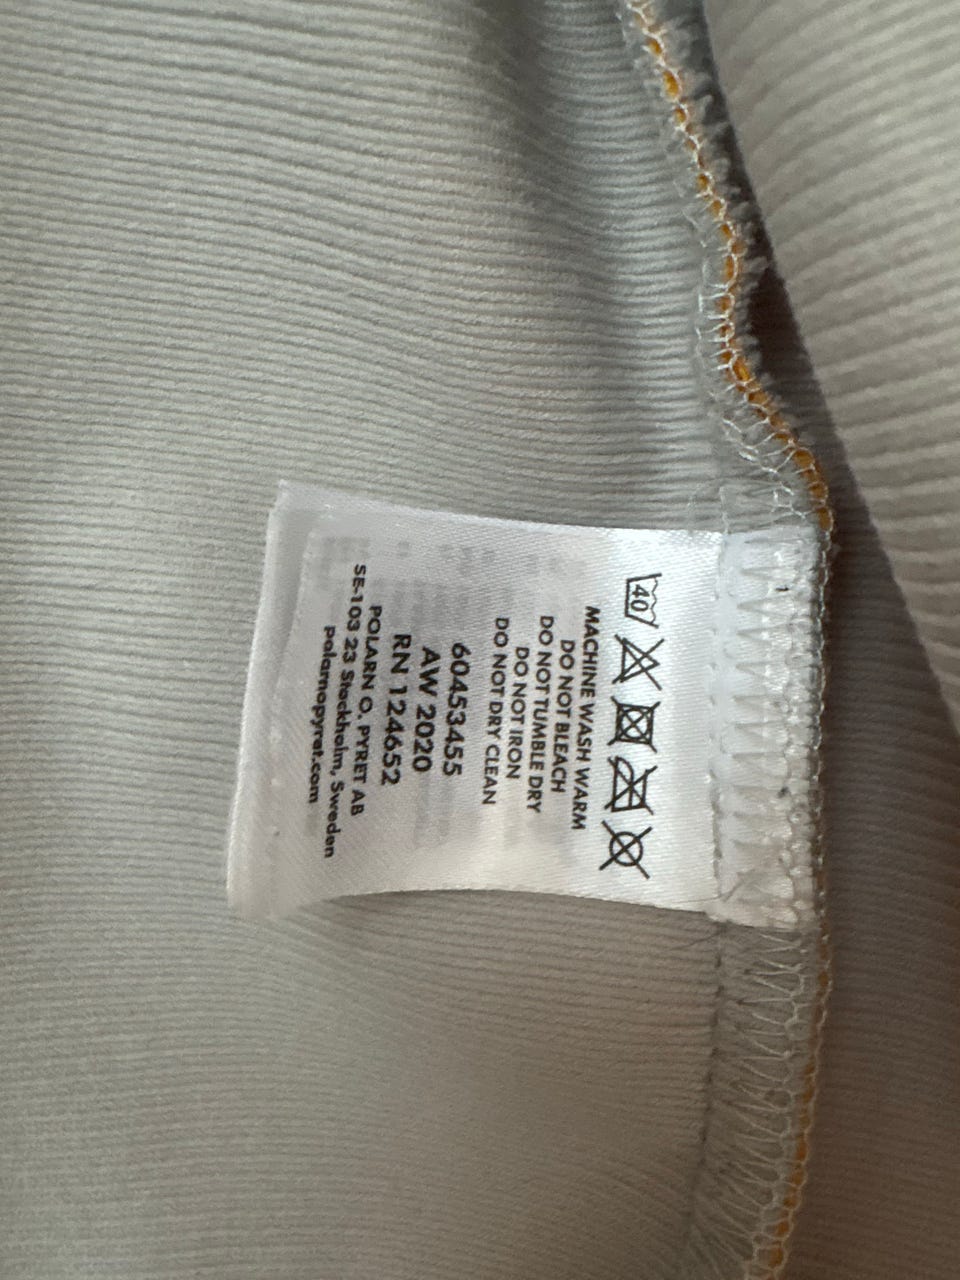 40
MACHINE WASH WARM
DO NOT BLEACH
DO NOT TUMBLE DRY
DO NOT IRON
DO NOT DRY CLEAN
60453455
AW 2020
RN 124652
POLARN O. PYRET AB
SE-103 23 Stockholm, Sweden
polarnopyret.com